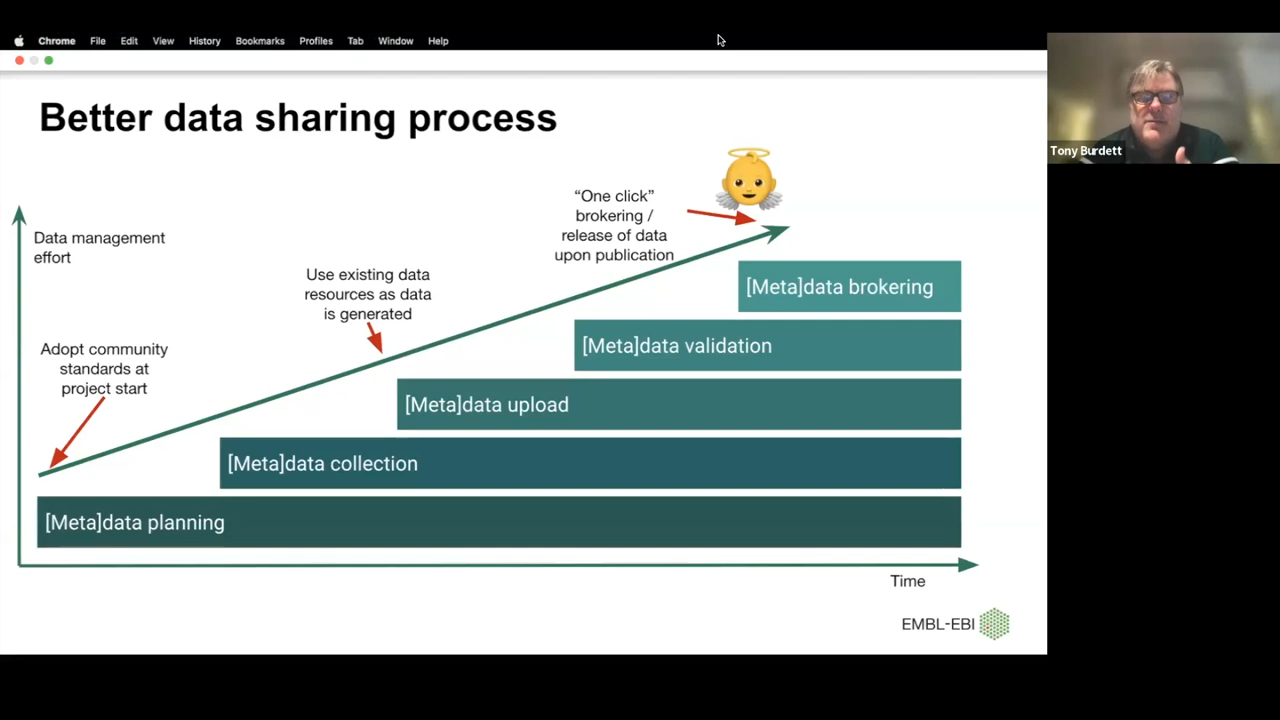 Chrome File Edit View History Bookmarks Profiles Tab Window Help
Better data sharing process
Tony Burdett
Data management
effort
“One click”
brokering /
release of data
upon publication
Use existing data
resources as data
is generated
Adopt community
standards at
project start
[Meta]data brokering
[Meta]data validation
[Meta]data upload
[Meta]data collection
[Meta]data planning
Time
EMBL-EBI